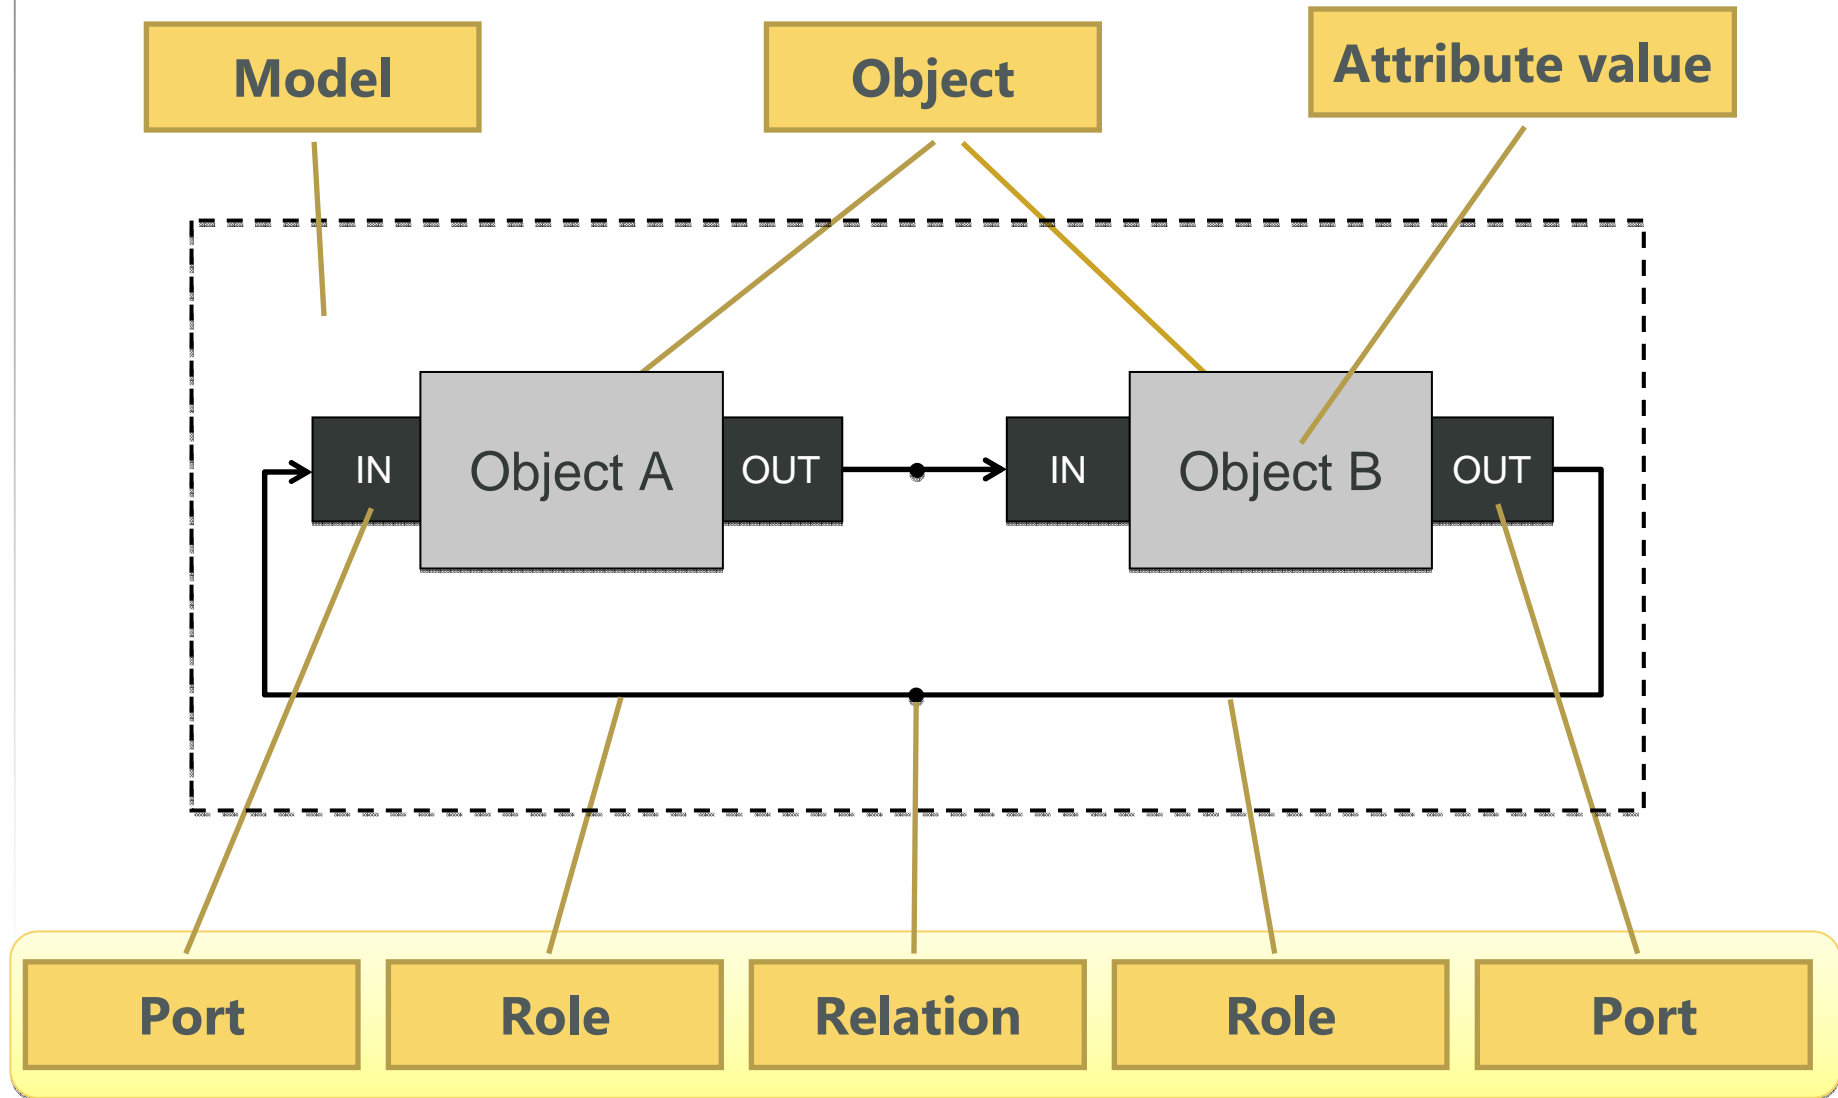 Model
Object
Attribute value
IN
Object A
OUT
IN
Object B
OUT
Port
Role
Relation
Role
Port